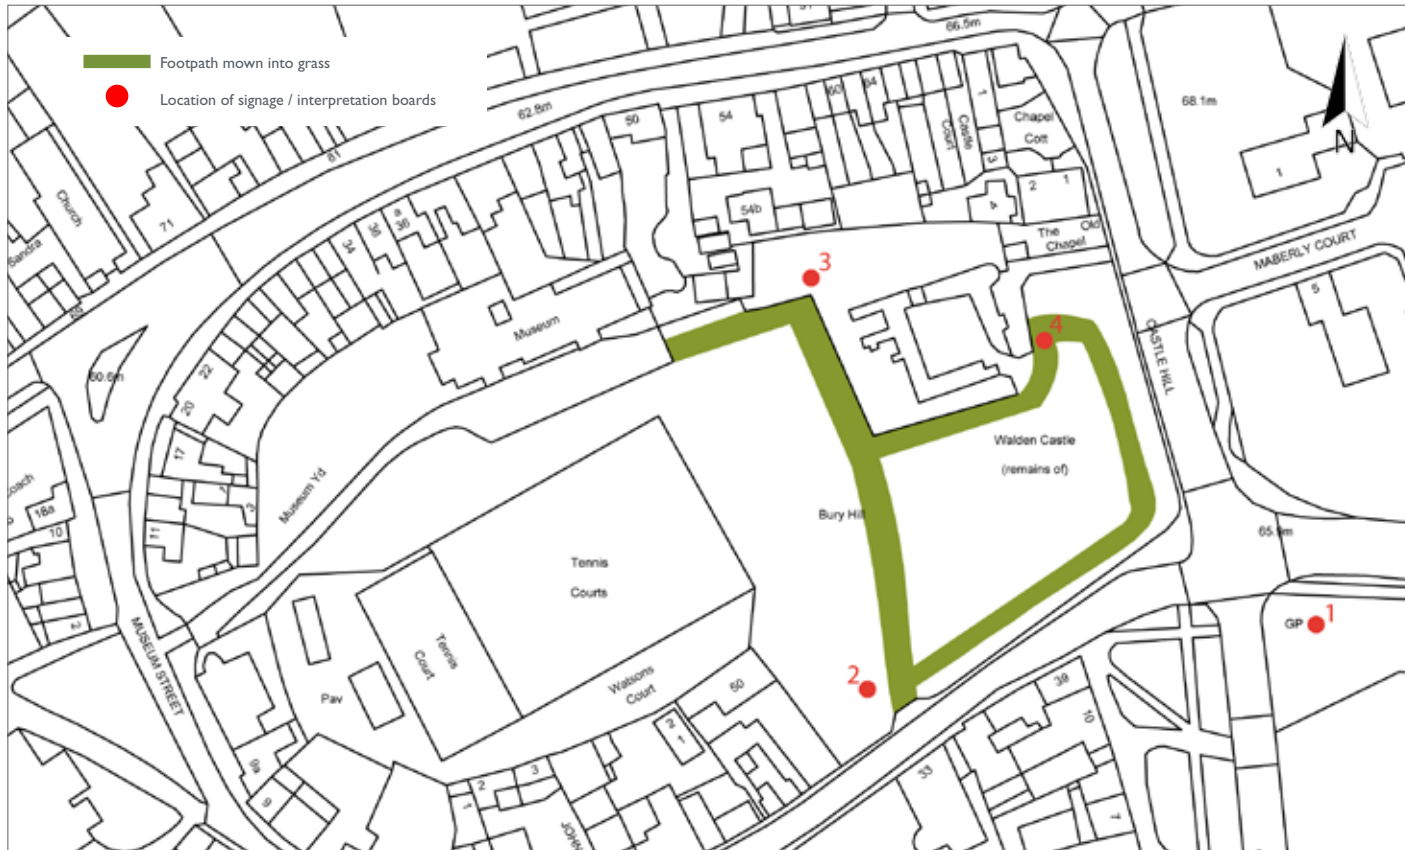 Footpath mown into grass
Location of signage / interpretation boards
66.5m
62.8m
68.1m
81
50
54
60
64
Castle
Court
1
3
Chapel
Cott
2
1
4
1
Church
71
34
36
a
36
54b
The Old
Chapel
MABERLY COURT
5
3
Museum
4
CASTLE HILL
60.6m
22
20
17
11
3
Museum Yd
18a
10
2
Walden Castle
(remains of)
Bury Hill
65.9m
Tennis
Courts
Tennis
Court
GP
1
MUSEUM STREET
Pav
Watsons
Court
50
2
39
10
2
1
9a
9
3
2
1
33
7
JOHN